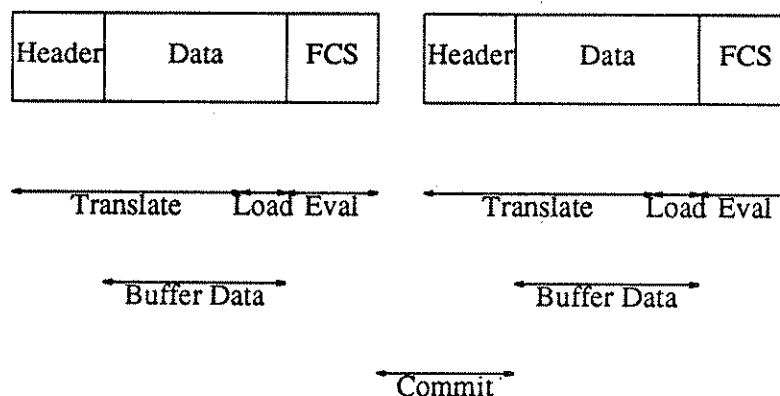 Header Data FCS Header Data FCS
Translate Load Eval Translate Load Eval
Buffer Data Buffer Data
Commit